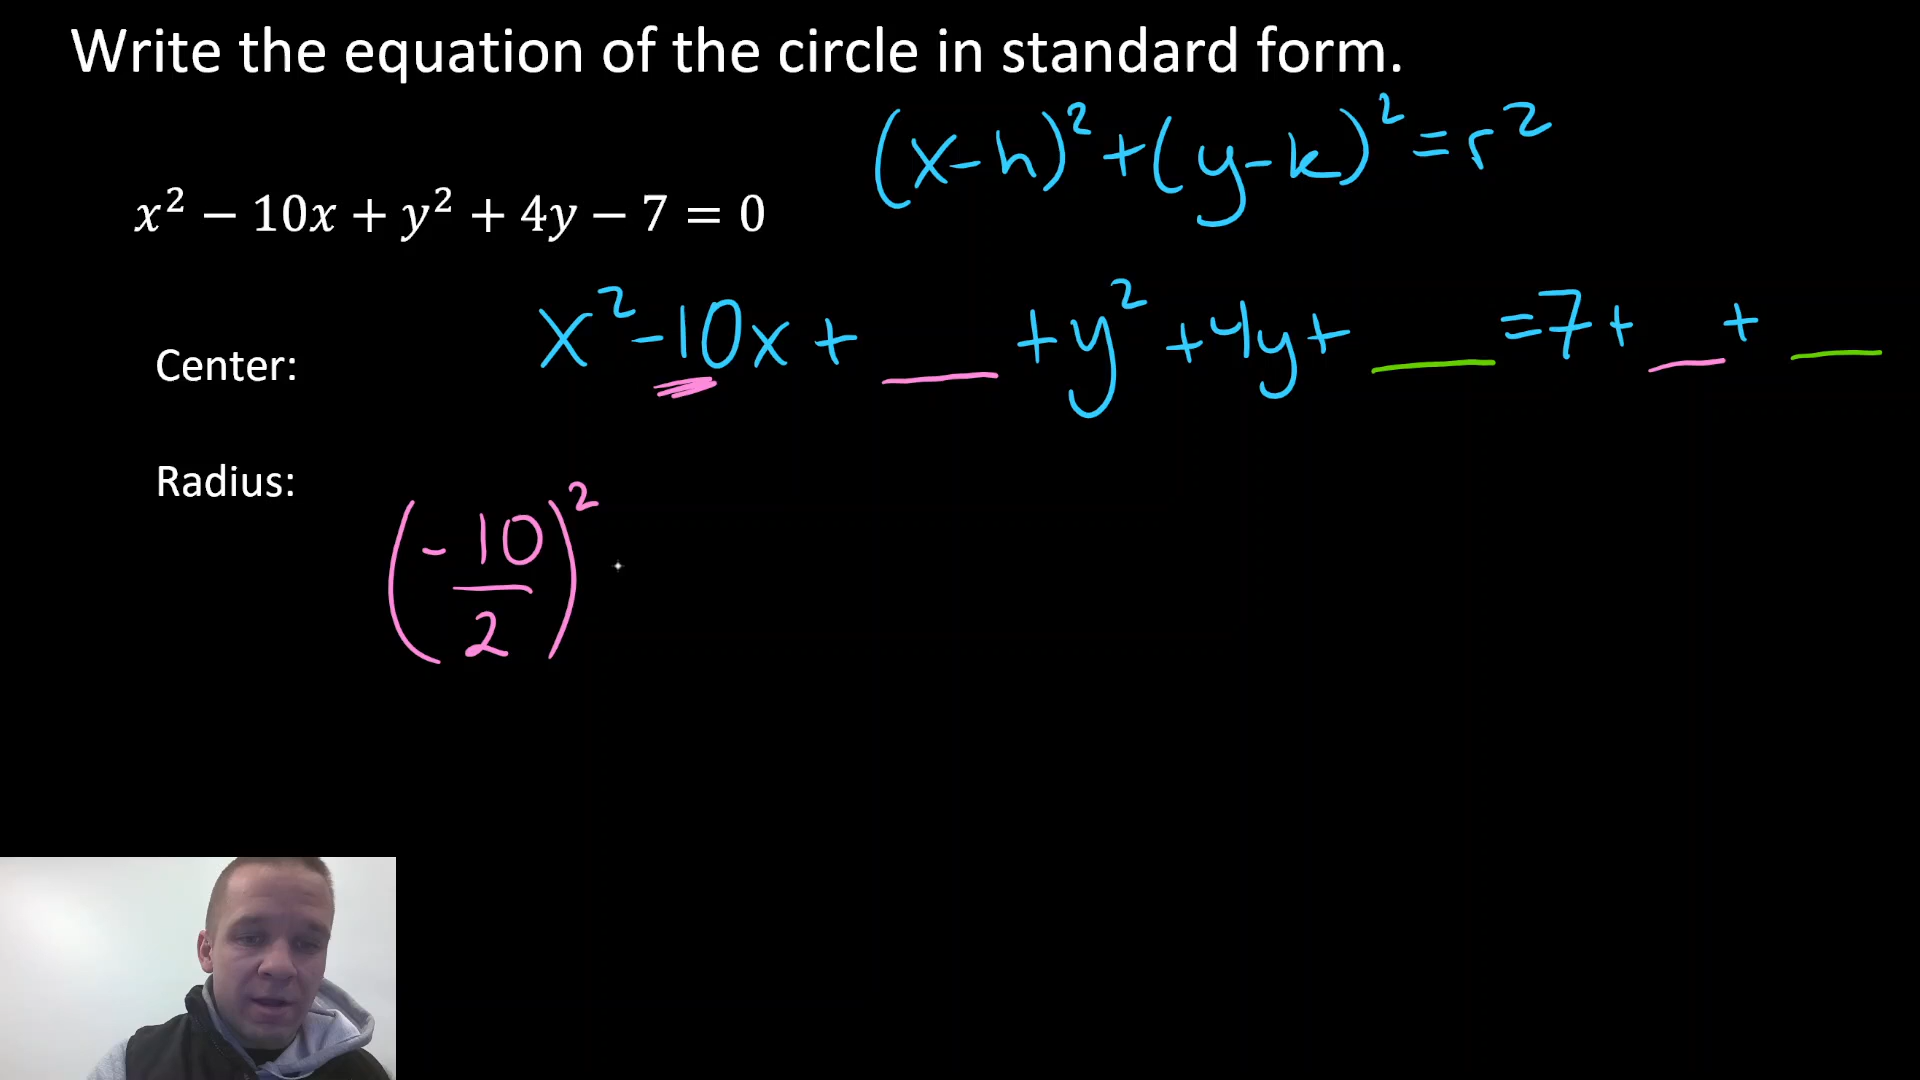 Write the equation of the circle in standard form.
(x-h)²+(y-k)²=r²
x² − 10x + y² + 4y − 7 = 0
x²-10x+ ___ +y²+4y+ ___ =7+ ___ + ___
Center:
Radius:
(-10/2)²